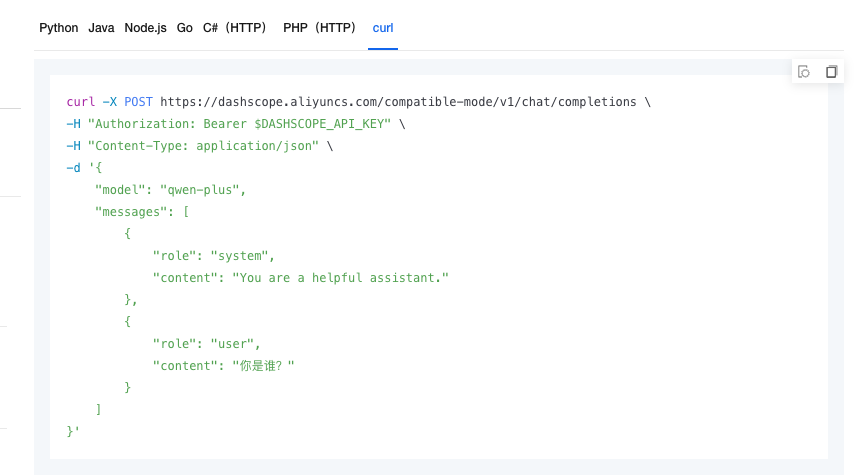 Python Java Node.js Go C#（HTTP） PHP（HTTP） curl
curl -X POST https://dashscope.aliyuncs.com/compatible-mode/v1/chat/completions \
-H "Authorization: Bearer $DASHSCOPE_API_KEY" \
-H "Content-Type: application/json" \
-d '{
    "model": "qwen-plus",
    "messages": [
        {
            "role": "system",
            "content": "You are a helpful assistant."
        },
        {
            "role": "user",
            "content": "你是谁？"
        }
    ]
}'